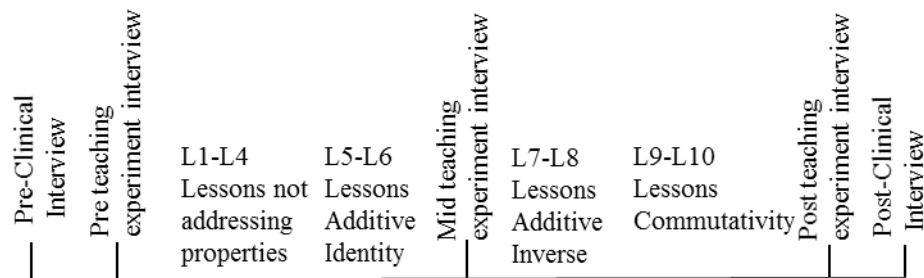 Pre-Clinical
Interview
Pre teaching
experiment interview
L1-L4
Lessons not
addressing
properties
L5-L6
Lessons
Additive
Identity
Mid teaching
experiment interview
L7-L8
Lessons
Additive
Inverse
L9-L10
Lessons
Commutativity
Post teaching
experiment interview
Post-Clinical
Interview